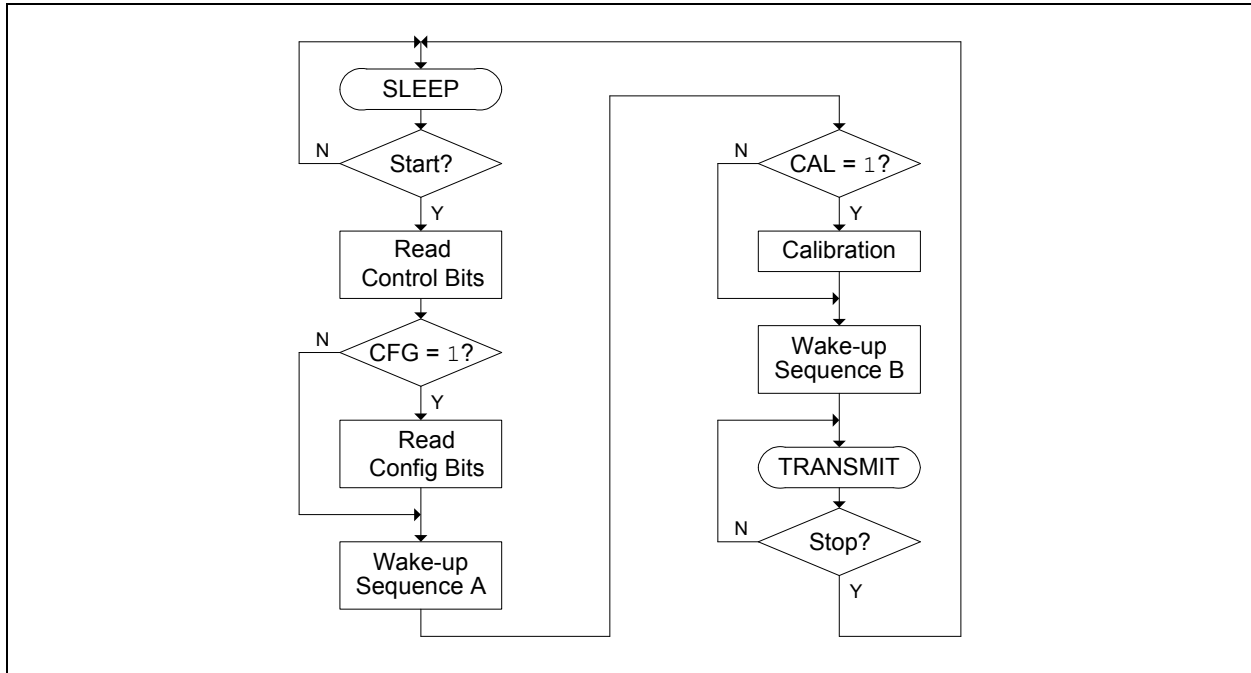 SLEEP
N
Start?
Y
Read
Control Bits
N
CFG = 1?
Y
Read
Config Bits
Wake-up
Sequence A
N
CAL = 1?
Y
Calibration
Wake-up
Sequence B
TRANSMIT
N
Stop?
Y